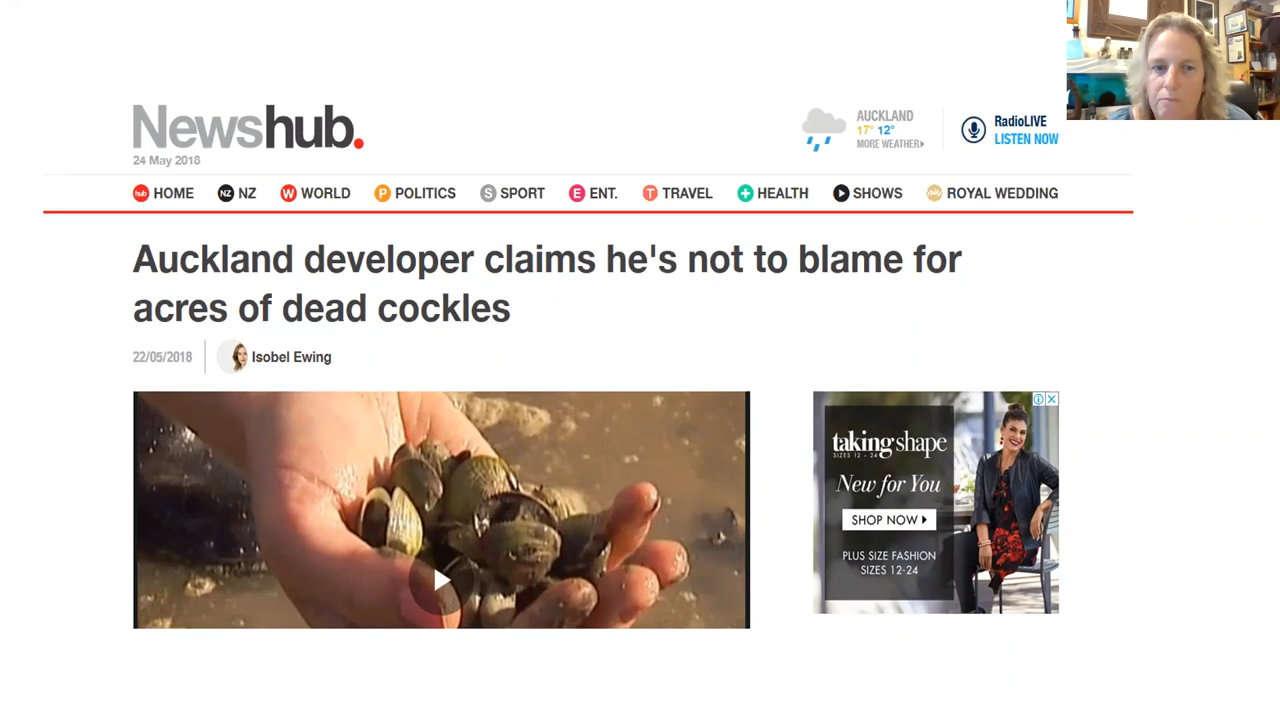 Newshub.
24 May 2018
AUCKLAND
17° 12°
MORE WEATHER
RadioLIVE
LISTEN NOW
hub HOME NZ NZ W WORLD P POLITICS S SPORT E ENT. T TRAVEL HEALTH SHOWS ROYAL WEDDING
Auckland developer claims he's not to blame for
acres of dead cockles
22/05/2018 Isobel Ewing
taking shape
SIZES 12 - 24
New for You
SHOP NOW
PLUS SIZE FASHION
SIZES 12-24